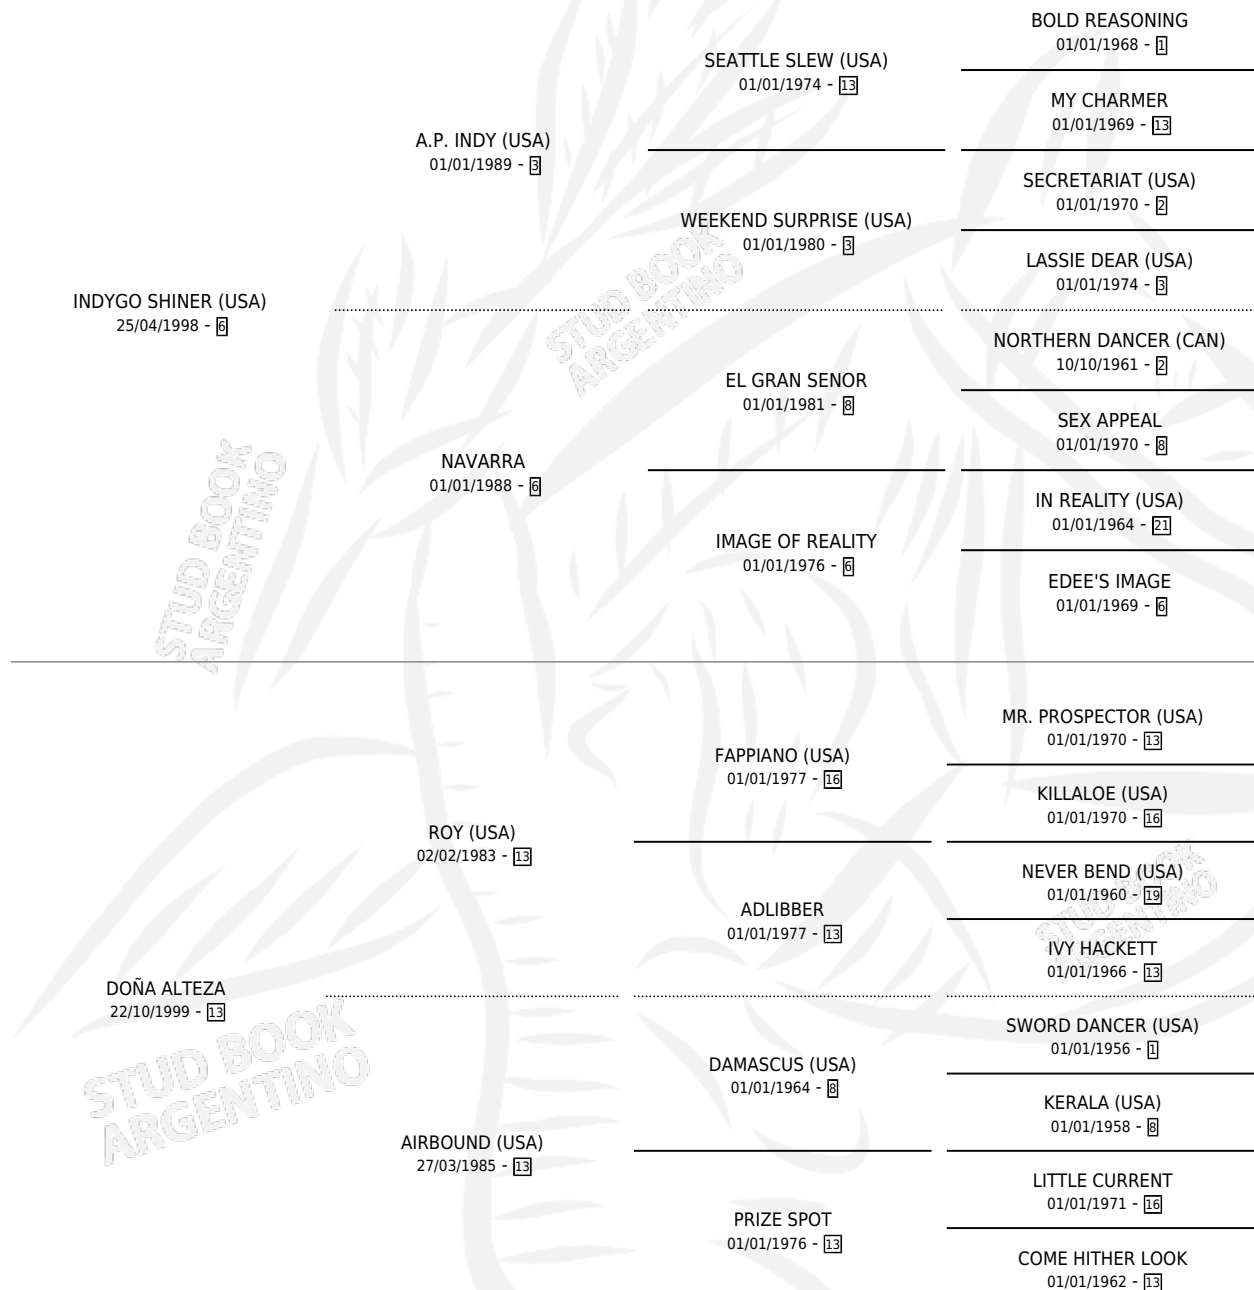 BOLD REASONING
01/01/1968 - 1
SEATTLE SLEW (USA)
01/01/1974 - 13
MY CHARMER
01/01/1969 - 13
A.P. INDY (USA)
01/01/1989 - 3
SECRETARIAT (USA)
01/01/1970 - 2
WEEKEND SURPRISE (USA)
01/01/1980 - 3
LASSIE DEAR (USA)
01/01/1974 - 3
INDYGO SHINER (USA)
25/04/1998 - 6
NORTHERN DANCER (CAN)
10/10/1961 - 2
EL GRAN SENOR
01/01/1981 - 8
SEX APPEAL
01/01/1970 - 8
NAVARRA
01/01/1988 - 6
IN REALITY (USA)
01/01/1964 - 21
IMAGE OF REALITY
01/01/1976 - 6
EDEE'S IMAGE
01/01/1969 - 6
MR. PROSPECTOR (USA)
01/01/1970 - 13
FAPPIANO (USA)
01/01/1977 - 16
KILLALOE (USA)
01/01/1970 - 16
ROY (USA)
02/02/1983 - 13
NEVER BEND (USA)
01/01/1960 - 19
ADLIBBER
01/01/1977 - 13
IVY HACKETT
01/01/1966 - 13
DOÑA ALTEZA
22/10/1999 - 13
SWORD DANCER (USA)
01/01/1956 - 1
DAMASCUS (USA)
01/01/1964 - 8
KERALA (USA)
01/01/1958 - 8
AIRBOUND (USA)
27/03/1985 - 13
LITTLE CURRENT
01/01/1971 - 16
PRIZE SPOT
01/01/1976 - 13
COME HITHER LOOK
01/01/1962 - 13
STUD BOOK
ARGENTINO
STUD BOOK
ARGENTINO
STUD BOOK
ARGENTINO
STUD BOOK
ARGENTINO